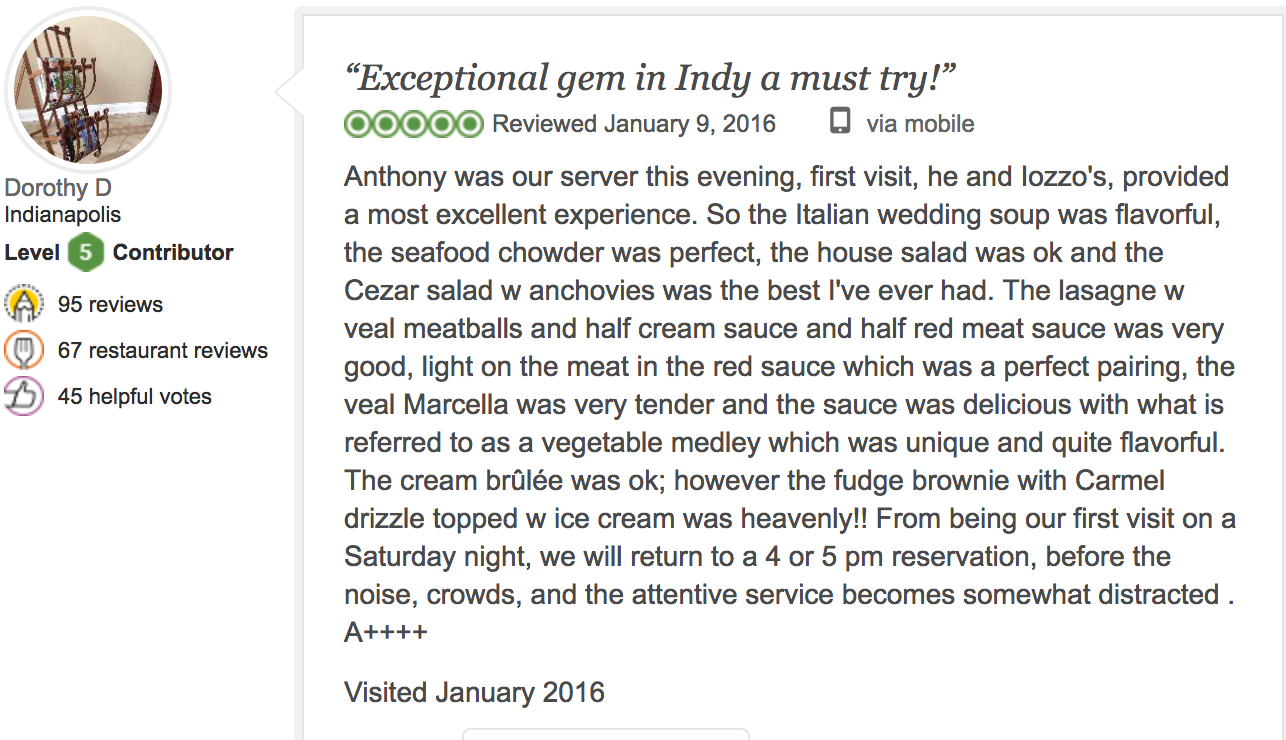 “Exceptional gem in Indy a must try!”
Reviewed January 9, 2016 via mobile
Anthony was our server this evening, first visit, he and Iozzo's, provided
a most excellent experience. So the Italian wedding soup was flavorful,
the seafood chowder was perfect, the house salad was ok and the
Cezar salad w anchovies was the best I've ever had. The lasagne w
veal meatballs and half cream sauce and half red meat sauce was very
good, light on the meat in the red sauce which was a perfect pairing, the
veal Marcella was very tender and the sauce was delicious with what is
referred to as a vegetable medley which was unique and quite flavorful.
The cream brûlée was ok; however the fudge brownie with Carmel
drizzle topped w ice cream was heavenly!! From being our first visit on a
Saturday night, we will return to a 4 or 5 pm reservation, before the
noise, crowds, and the attentive service becomes somewhat distracted .
A++++
Visited January 2016
Dorothy D
Indianapolis
Level 5 Contributor
95 reviews
67 restaurant reviews
45 helpful votes